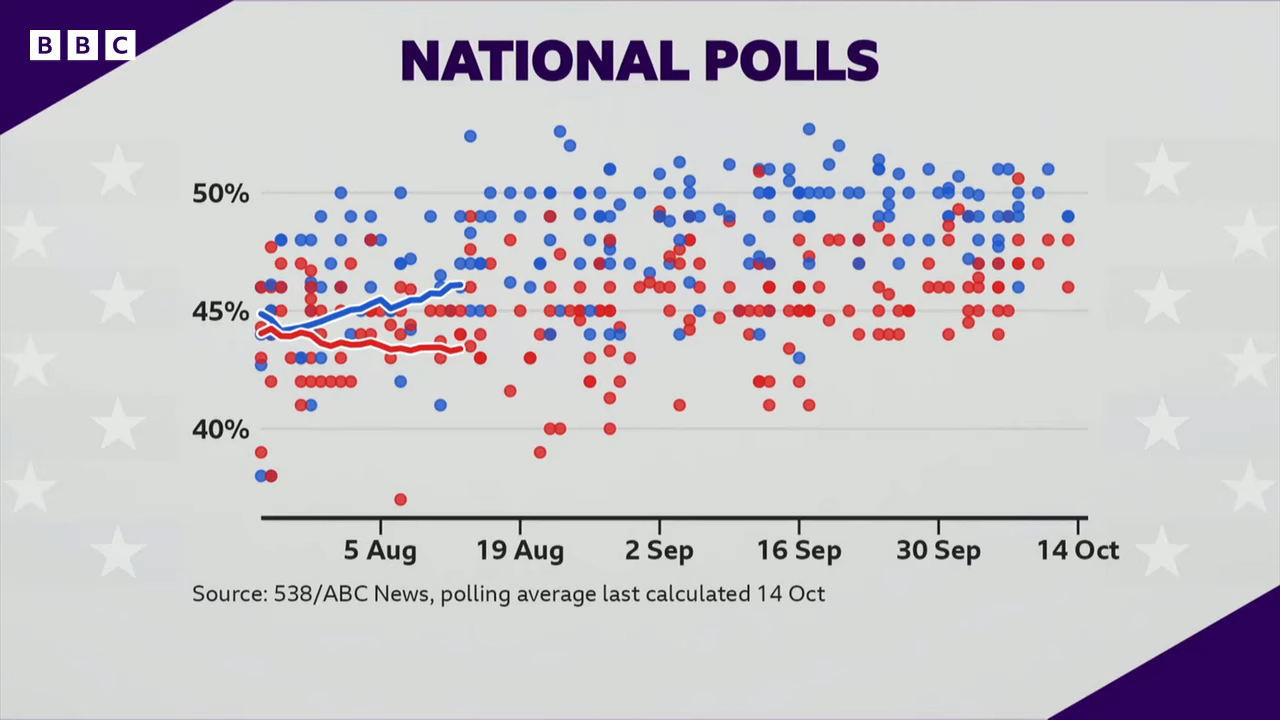 BBC
NATIONAL POLLS
50%
45%
40%
5 Aug 19 Aug 2 Sep 16 Sep 30 Sep 14 Oct
Source: 538/ABC News, polling average last calculated 14 Oct